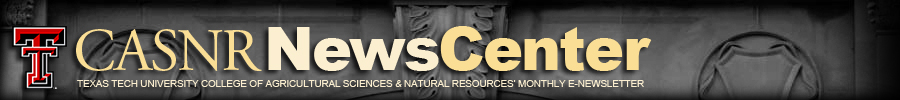 CASNR NewsCenter
TEXAS TECH UNIVERSITY COLLEGE OF AGRICULTURAL SCIENCES & NATURAL RESOURCES' MONTHLY E-NEWSLETTER